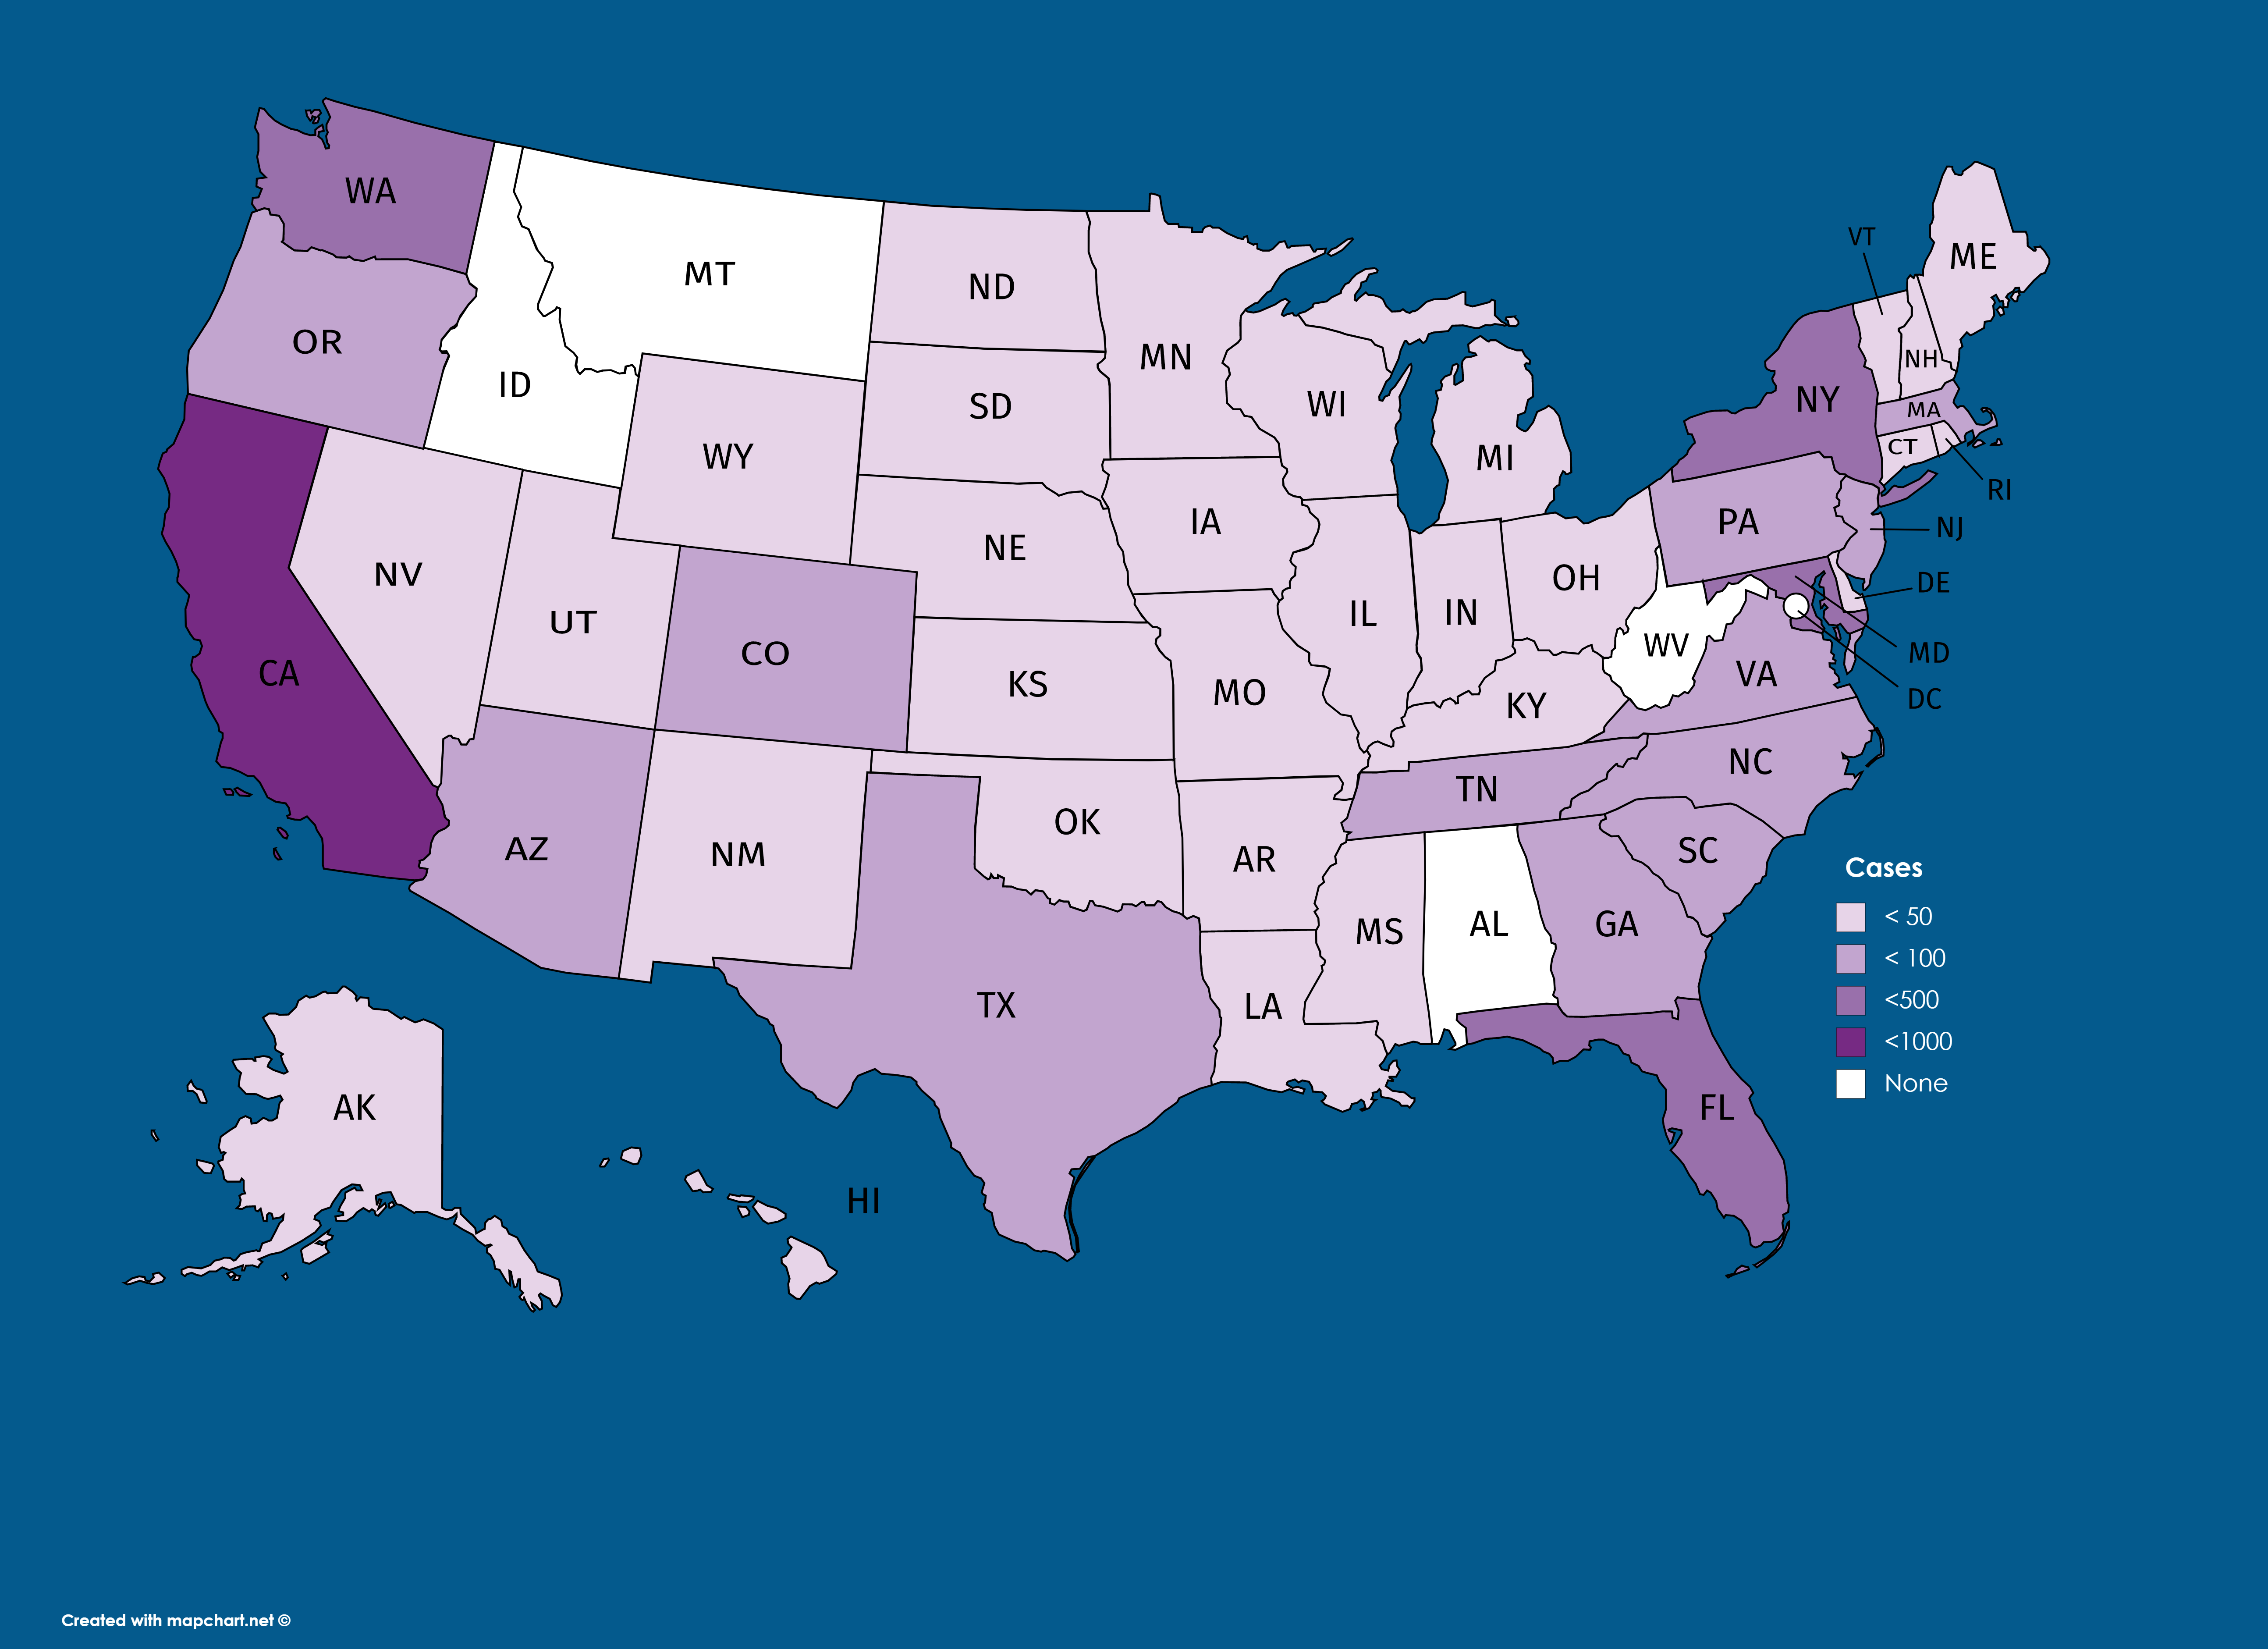 WA
VT
ME
MT
ND
OR
MN
NH
ID
NY
SD
WI
MA
CT
WY
MI
RI
IA
PA
NJ
NE
NV
OH
DE
UT
IL
IN
WV
CO
MD
CA
KS
VA
MO
DC
KY
NC
TN
OK
AZ
NM
AR
SC
Cases
MS
AL
GA
< 50
< 100
TX
LA
<500
<1000
None
AK
FL
HI
Created with mapchart.net ©